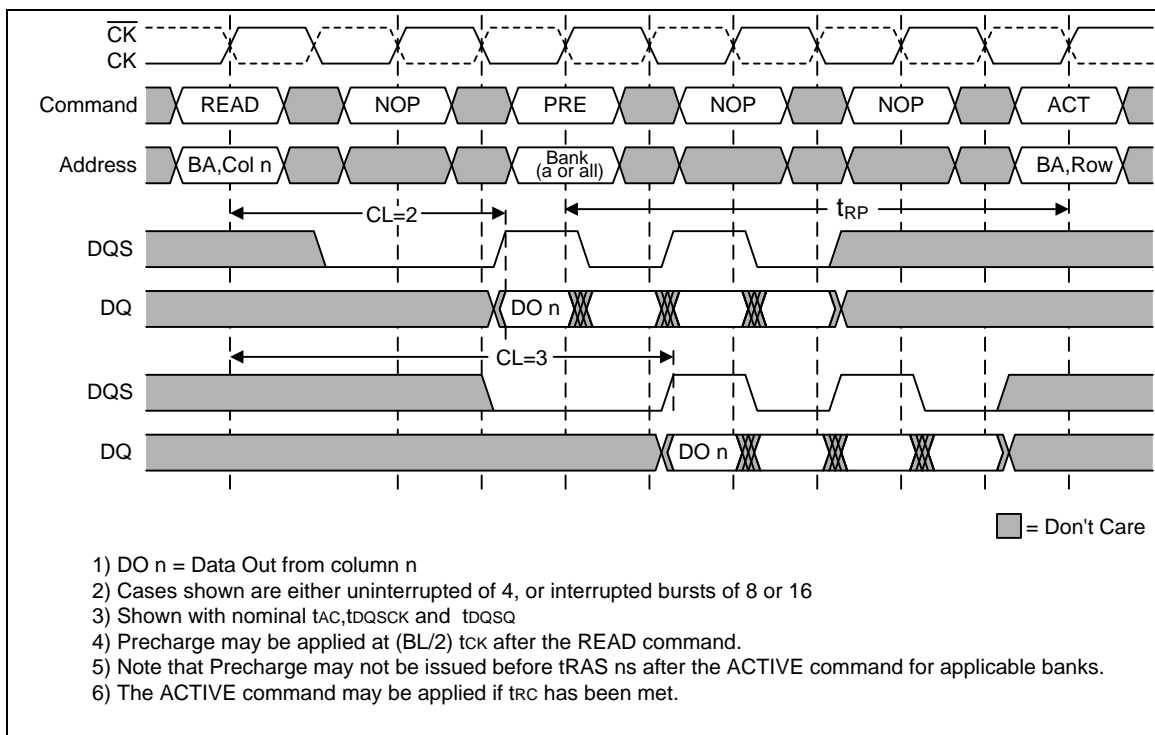 CK
CK
Command READ NOP PRE NOP NOP ACT
Address BA,Col n Bank (a or all) BA,Row
CL=2 tRP
DQS
DQ DO n
CL=3
DQS
DQ DO n
= Don't Care
1) DO n = Data Out from column n
2) Cases shown are either uninterrupted of 4, or interrupted bursts of 8 or 16
3) Shown with nominal tAC,tDQSCK and tDQSQ
4) Precharge may be applied at (BL/2) tCK after the READ command.
5) Note that Precharge may not be issued before tRAS ns after the ACTIVE command for applicable banks.
6) The ACTIVE command may be applied if tRC has been met.